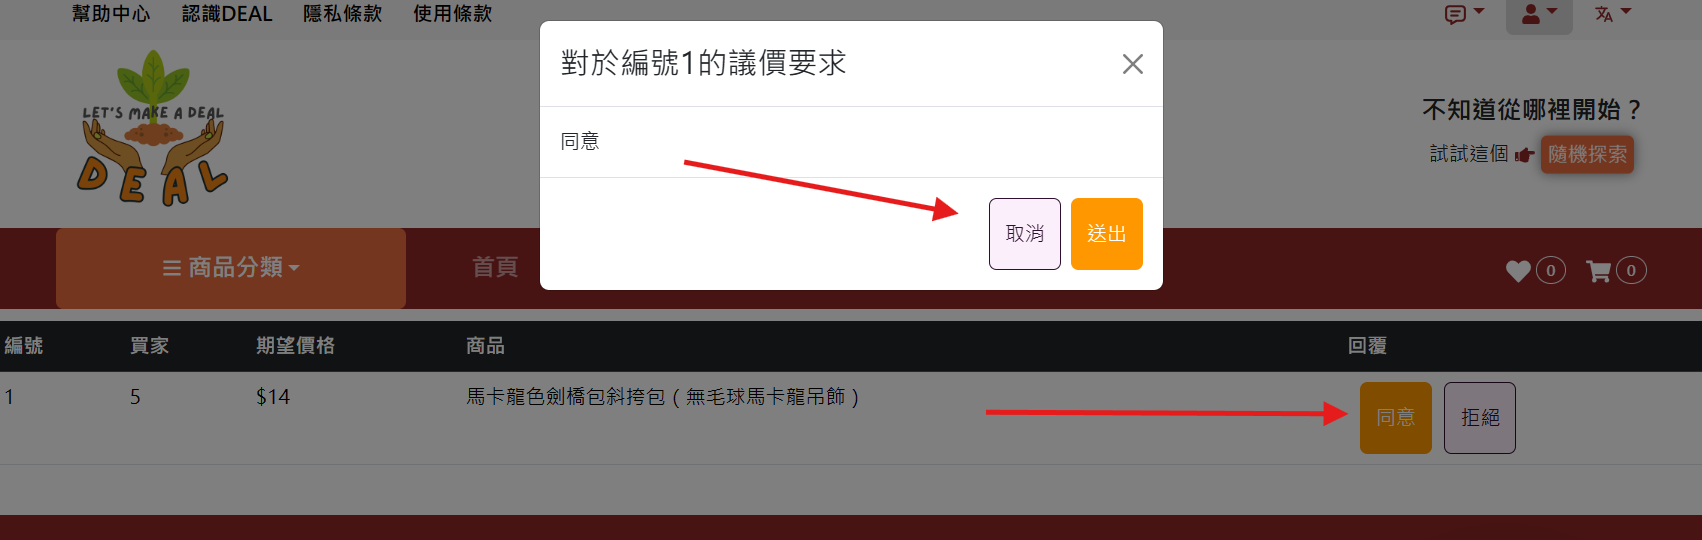 幫助中心 認識DEAL 隱私條款 使用條款
對於編號1的議價要求
同意
取消 送出
LET'S MAKE A DEAL
DEAL
不知道從哪裡開始？
試試這個 隨機探索
商品分類 首頁 0 0
編號 買家 期望價格 商品 回覆
1 5 $14 馬卡龍色劍橋包斜挎包（無毛球馬卡龍吊飾） 同意 拒絕